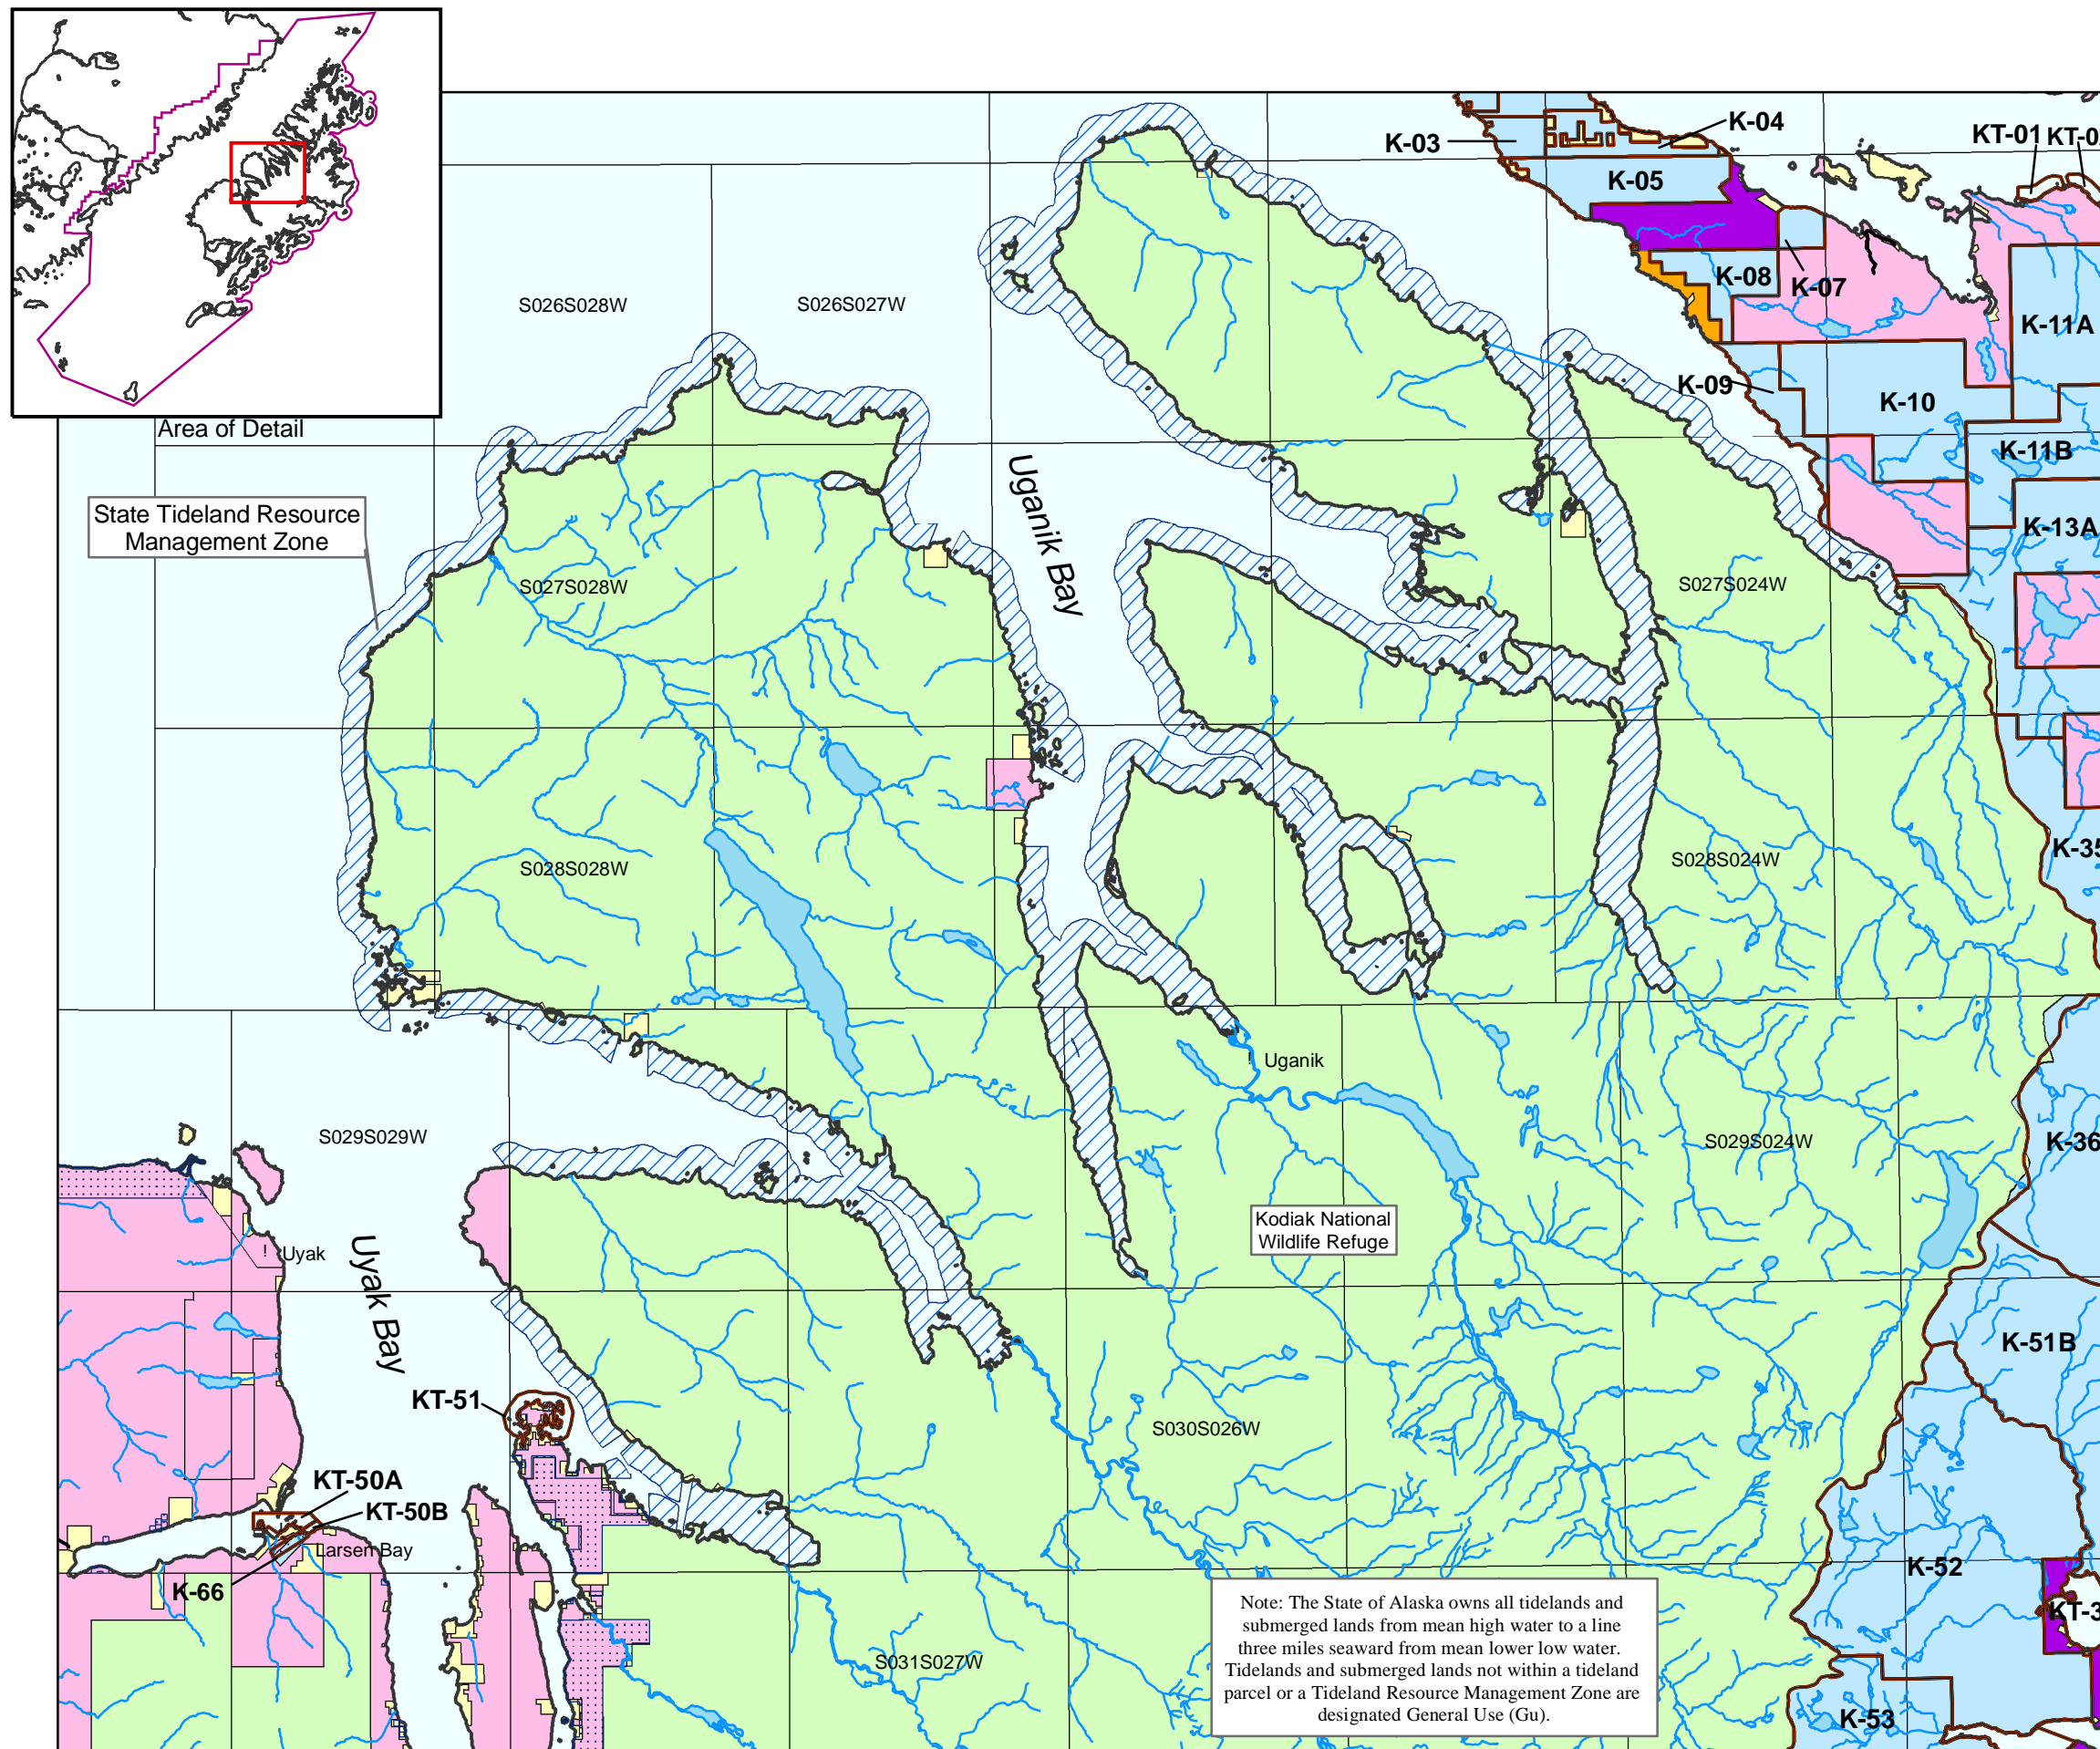 K-03
K-04
KT-01
K-05
K-08
K-07
K-11A
S026S028W
S026S027W
K-09
K-10
Area of Detail
K-11B
Uganik Bay
State Tideland Resource
Management Zone
K-13A
S027S028W
S027S024W
S028S028W
S028S024W
K-35
! Uganik
S029S029W
S029S024W
K-36
Kodiak National
Wildlife Refuge
! Uyak
Uyak Bay
K-51B
KT-51
S030S026W
KT-50A
KT-50B
Larsen Bay
K-66
K-52
Note: The State of Alaska owns all tidelands and
submerged lands from mean high water to a line
three miles seaward from mean lower low water.
Tidelands and submerged lands not within a tideland
parcel or a Tideland Resource Management Zone are
designated General Use (Gu).
S031S027W
K-53